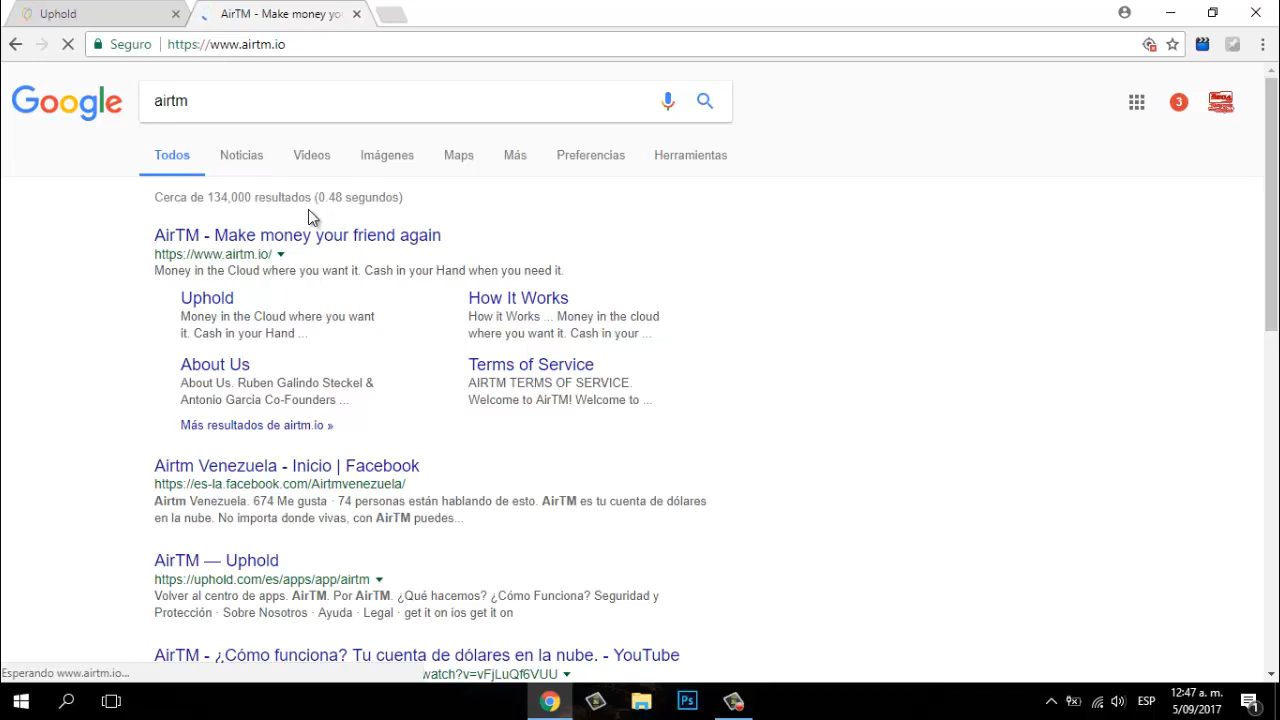 Uphold
AirTM - Make money yo
Seguro
https://www.airtm.io
Google
airtm
3
Todos
Noticias
Videos
Imágenes
Maps
Más
Preferencias
Herramientas
Cerca de 134,000 resultados (0.48 segundos)
AirTM - Make money your friend again
https://www.airtm.io/
Money in the Cloud where you want it. Cash in your Hand when you need it.
Uphold
Money in the Cloud where you want
it. Cash in your Hand ...
How It Works
How it Works ... Money in the cloud
where you want it. Cash in your ...
About Us
About Us. Ruben Galindo Steckel &
Antonio Garcia Co-Founders ...
Terms of Service
AIRTM TERMS OF SERVICE.
Welcome to AirTM! Welcome to ...
Más resultados de airtm.io »
Airtm Venezuela - Inicio | Facebook
https://es-la.facebook.com/Airtmvenezuela/
Airtm Venezuela. 674 Me gusta · 74 personas están hablando de esto. AirTM es tu cuenta de dólares
en la nube. No importa donde vivas, con AirTM puedes...
AirTM — Uphold
https://uphold.com/es/apps/app/airtm
Volver al centro de apps. AirTM. Por AirTM. ¿Qué hacemos? ¿Cómo Funciona? Seguridad y
Protección · Sobre Nosotros · Ayuda · Legal · get it on ios get it on
AirTM - ¿Cómo funciona? Tu cuenta de dólares en la nube. - YouTube
watch?v=vFjLuQf6VUU
Esperando www.airtm.io...
Ps
ESP
12:47 a. m.
5/09/2017
1